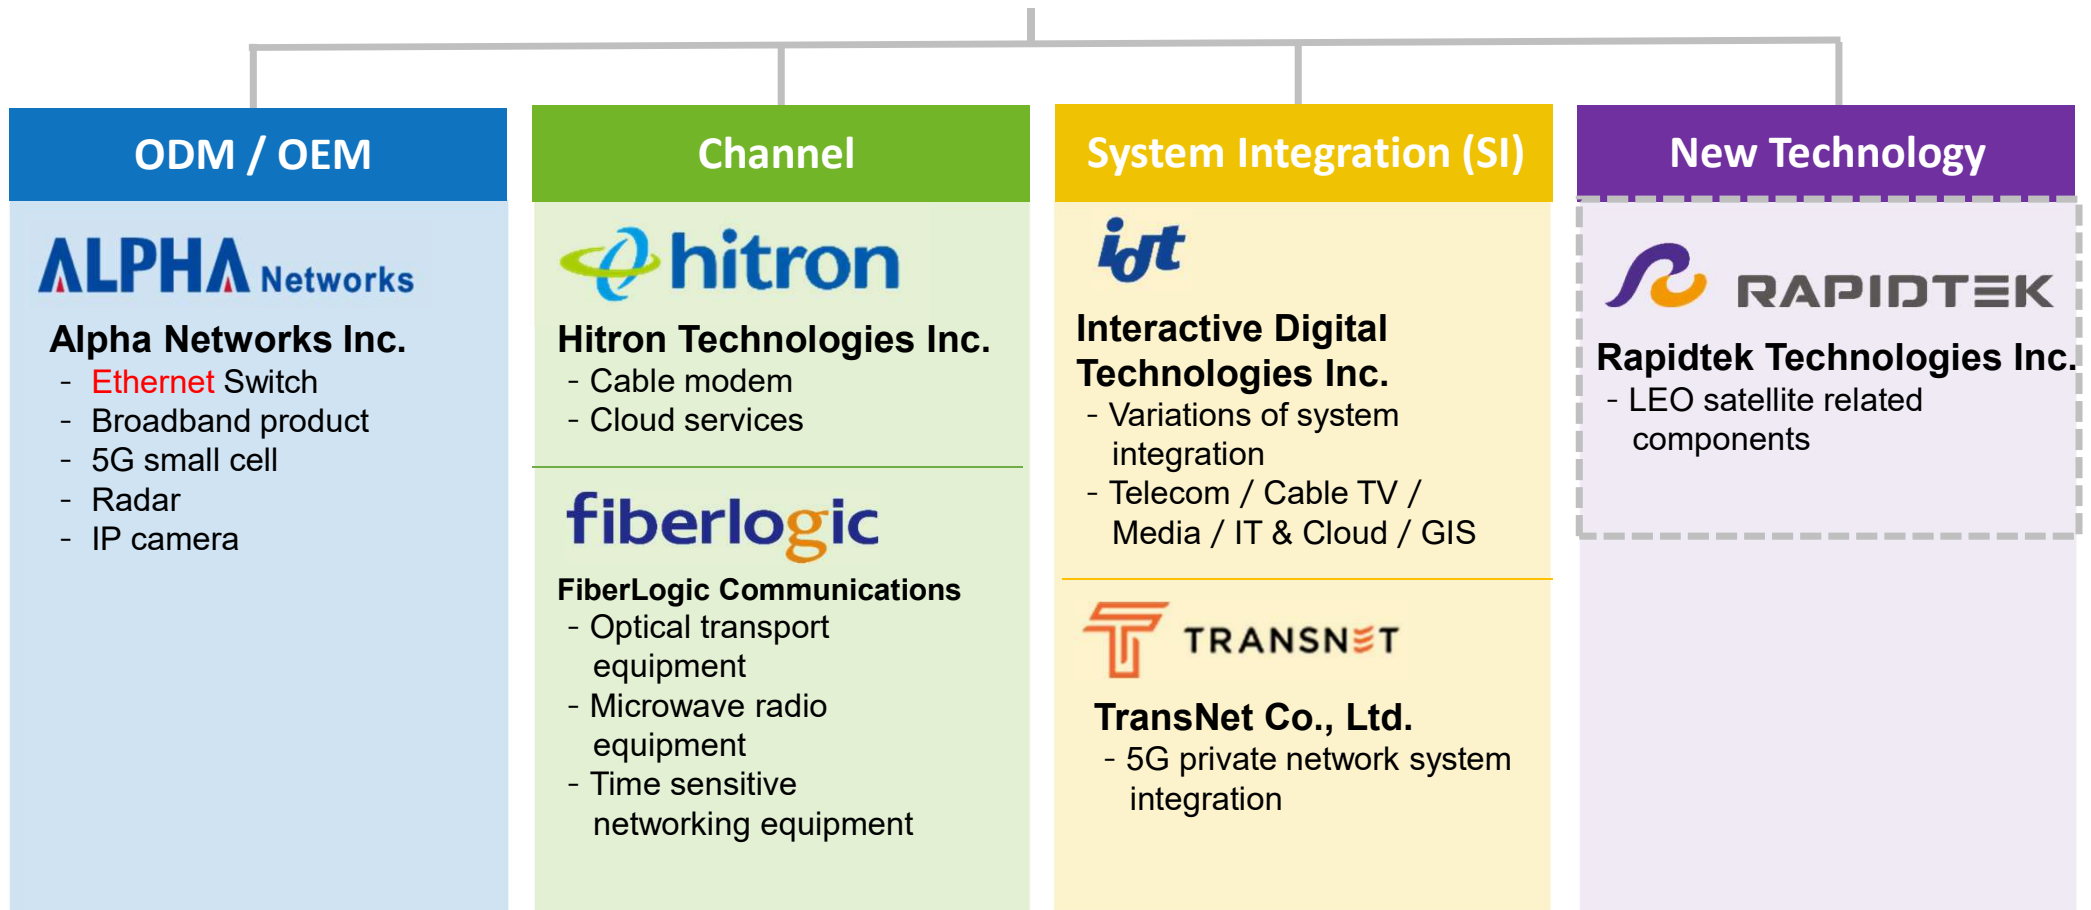 ODM / OEM
ALPHA Networks
Alpha Networks Inc.
- Ethernet Switch
- Broadband product
- 5G small cell
- Radar
- IP camera
Channel
hitron
Hitron Technologies Inc.
- Cable modem
- Cloud services
fiberlogic
FiberLogic Communications
- Optical transport
equipment
- Microwave radio
equipment
- Time sensitive
networking equipment
System Integration (SI)
idt
Interactive Digital
Technologies Inc.
- Variations of system
integration
- Telecom / Cable TV /
Media / IT & Cloud / GIS
TRANSNET
TransNet Co., Ltd.
- 5G private network system
integration
New Technology
RAPIDTEK
Rapidtek Technologies Inc.
- LEO satellite related
components